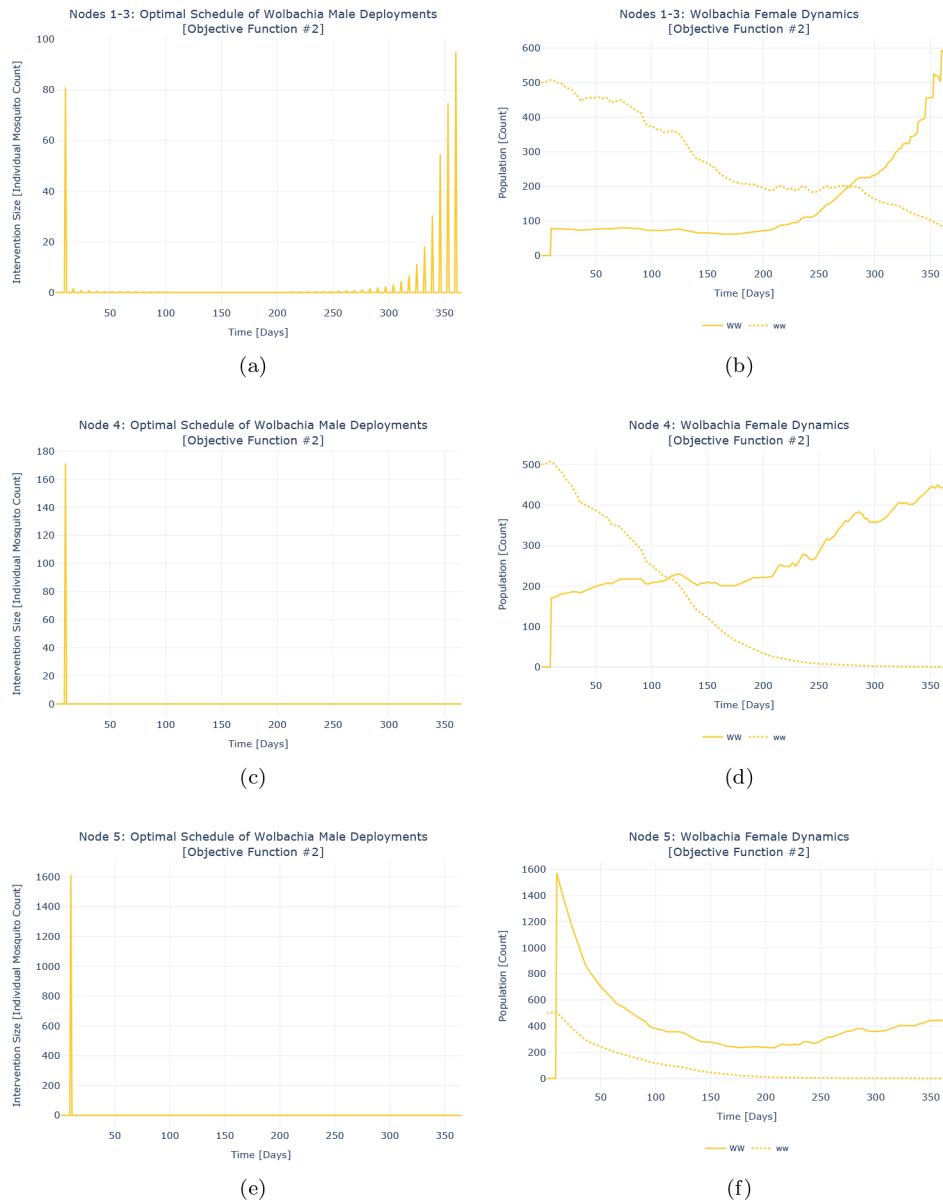 Nodes 1-3: Optimal Schedule of Wolbachia Male Deployments
[Objective Function #2]
Intervention Size [Individual Mosquito Count]
100
80
60
40
20
0
50
100
150
200
250
300
350
Time [Days]
(a)
Nodes 1-3: Wolbachia Female Dynamics
[Objective Function #2]
Population [Count]
600
500
400
300
200
100
0
50
100
150
200
250
300
350
Time [Days]
WW
ww
(b)
Node 4: Optimal Schedule of Wolbachia Male Deployments
[Objective Function #2]
Intervention Size [Individual Mosquito Count]
180
160
140
120
100
80
60
40
20
0
50
100
150
200
250
300
350
Time [Days]
(c)
Node 4: Wolbachia Female Dynamics
[Objective Function #2]
Population [Count]
500
400
300
200
100
0
50
100
150
200
250
300
350
Time [Days]
WW
ww
(d)
Node 5: Optimal Schedule of Wolbachia Male Deployments
[Objective Function #2]
Intervention Size [Individual Mosquito Count]
1600
1400
1200
1000
800
600
400
200
0
50
100
150
200
250
300
350
Time [Days]
(e)
Node 5: Wolbachia Female Dynamics
[Objective Function #2]
Population [Count]
1600
1400
1200
1000
800
600
400
200
0
50
100
150
200
250
300
350
Time [Days]
WW
ww
(f)